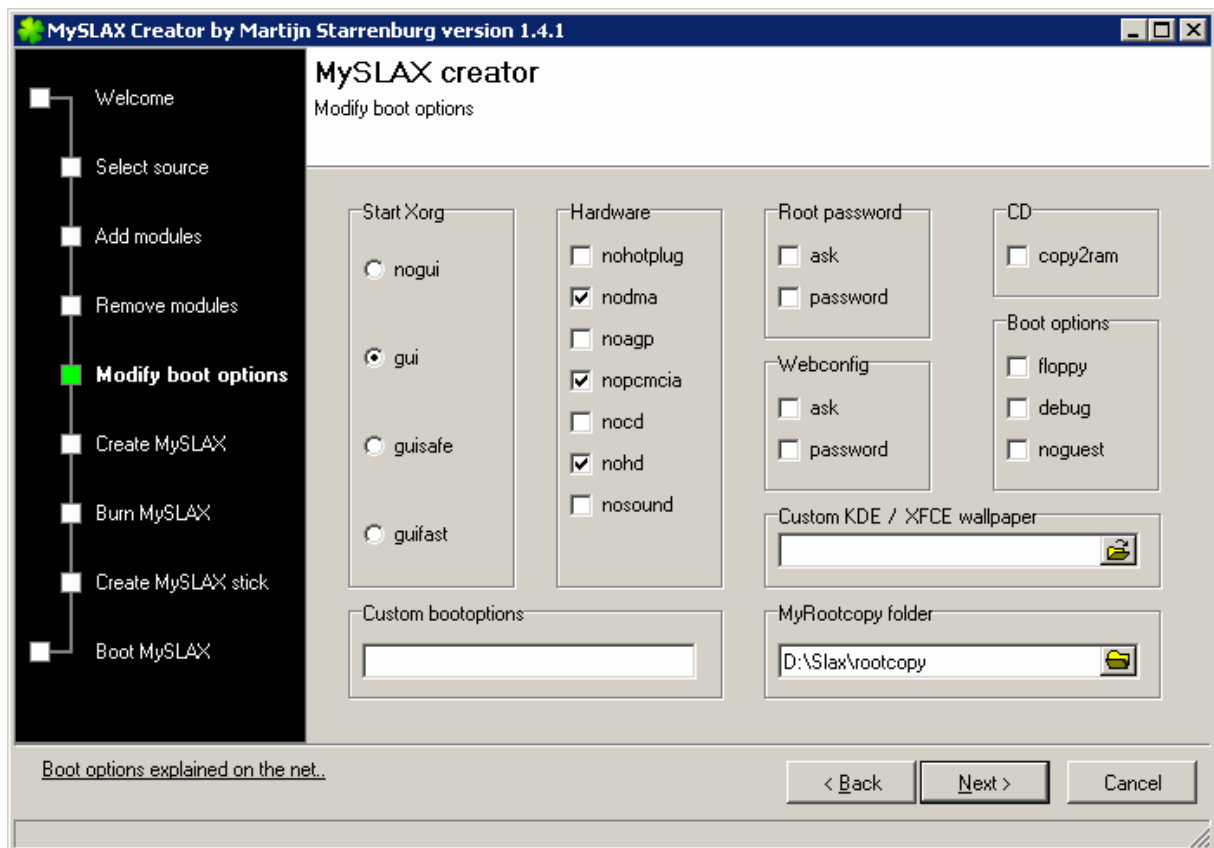 MySLAX Creator by Martijn Starrenburg version 1.4.1
MySLAX creator
Modify boot options
Welcome
Select source
Add modules
Remove modules
Modify boot options
Create MySLAX
Burn MySLAX
Create MySLAX stick
Boot MySLAX
Start Xorg
nogui
gui
guisafe
guifast
Hardware
nohotplug
nodma
noagp
nopcmcia
nocd
nohd
nosound
Root password
ask
password
Webconfig
ask
password
CD
copy2ram
Boot options
floppy
debug
noguest
Custom KDE / XFCE wallpaper
Custom bootoptions
MyRootcopy folder
D:\Slax\rootcopy
Boot options explained on the net..
< Back
Next >
Cancel